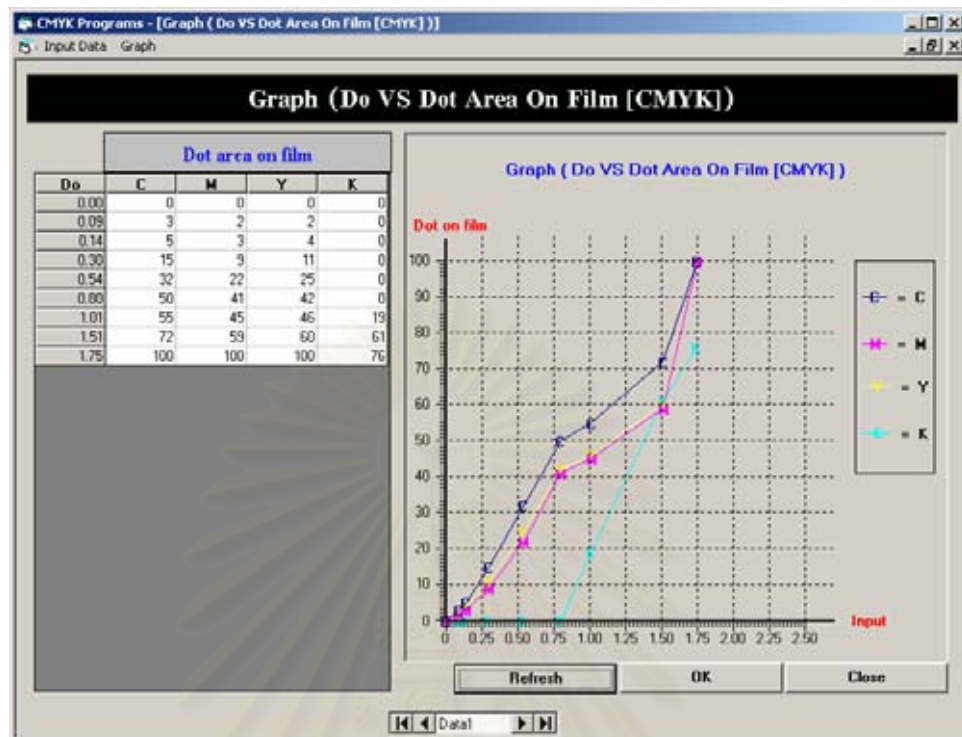 CMYK Programs - [Graph ( Do VS Dot Area On Film [CMYK] )]
Input Data Graph
Graph (Do VS Dot Area On Film [CMYK])
Dot area on film
Do C M Y K
0.00 0 0 0 0
0.09 3 2 2 0
0.14 5 3 4 0
0.30 15 9 11 0
0.54 32 22 25 0
0.80 50 41 42 0
1.01 55 45 46 19
1.51 72 59 60 61
1.75 100 100 100 76
Graph ( Do VS Dot Area On Film [CMYK] )
Dot on film
100
90
80
70
60
50
40
30
20
10
0
0 0.25 0.50 0.75 1.00 1.25 1.50 1.75 2.00 2.25 2.50
Input
C = C
M = M
Y = Y
K = K
Refresh OK Close
Data1